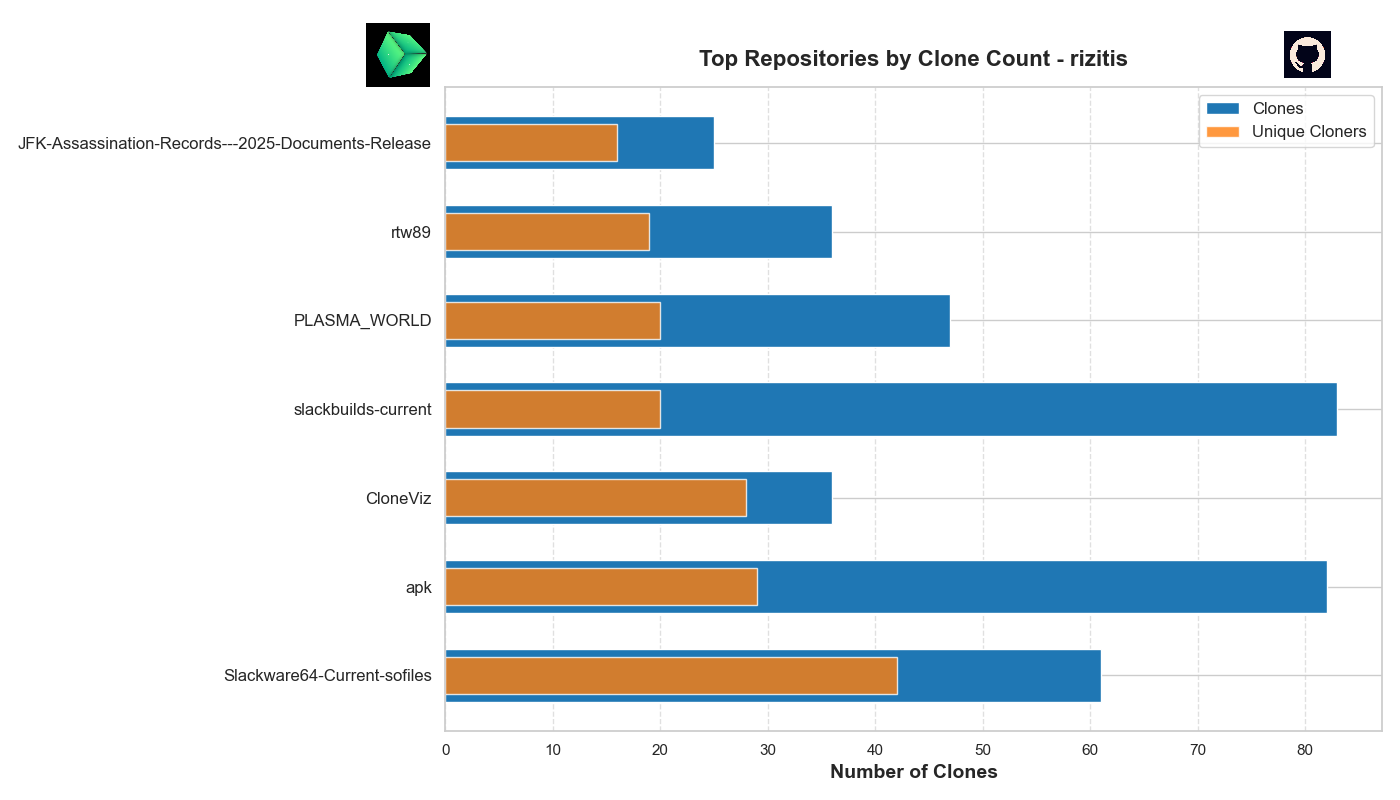 Top Repositories by Clone Count - rizitis
Clones
Unique Cloners
JFK-Assassination-Records---2025-Documents-Release
rtw89
PLASMA_WORLD
slackbuilds-current
CloneViz
apk
Slackware64-Current-sofiles
0 10 20 30 40 50 60 70 80
Number of Clones